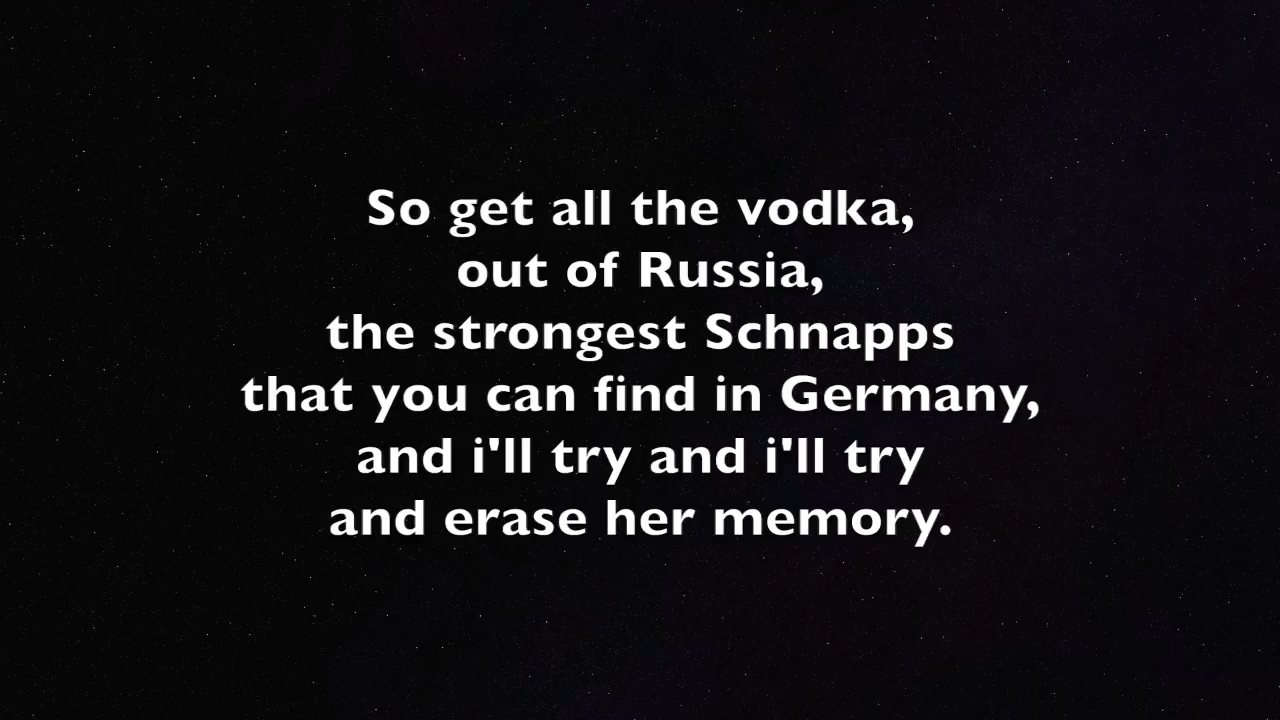 So get all the vodka,
out of Russia,
the strongest Schnapps
that you can find in Germany,
and i'll try and i'll try
and erase her memory.